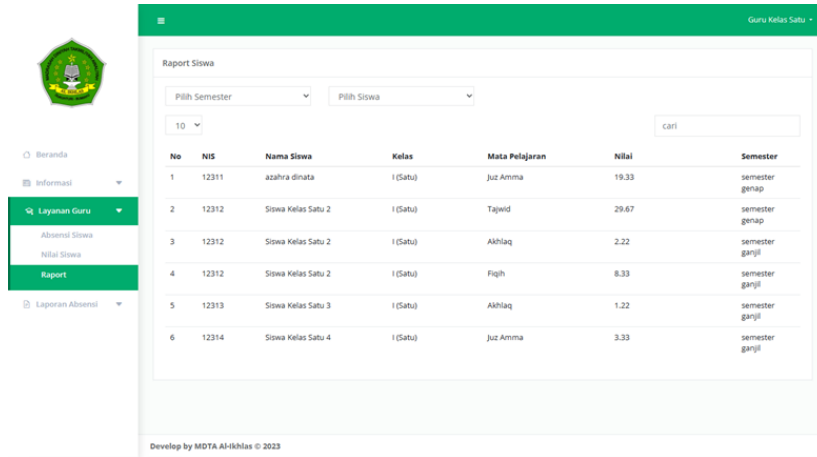 Guru Kelas Satu
Raport Siswa
Pilih Semester
Pilih Siswa
10
cari
AL IKHLAS
Beranda
Informasi
Layanan Guru
Absensi Siswa
Nilai Siswa
Raport
Laporan Absensi
No NIS Nama Siswa Kelas Mata Pelajaran Nilai Semester
1 12311 azahra dinata I (Satu) Juz Amma 19.33 semester
genap
2 12312 Siswa Kelas Satu 2 I (Satu) Tajwid 29.67 semester
genap
3 12312 Siswa Kelas Satu 2 I (Satu) Akhlaq 2.22 semester
ganjil
4 12312 Siswa Kelas Satu 2 I (Satu) Fiqih 8.33 semester
ganjil
5 12313 Siswa Kelas Satu 3 I (Satu) Akhlaq 1.22 semester
ganjil
6 12314 Siswa Kelas Satu 4 I (Satu) Juz Amma 3.33 semester
ganjil
Develop by MDTA Al-Ikhlas © 2023